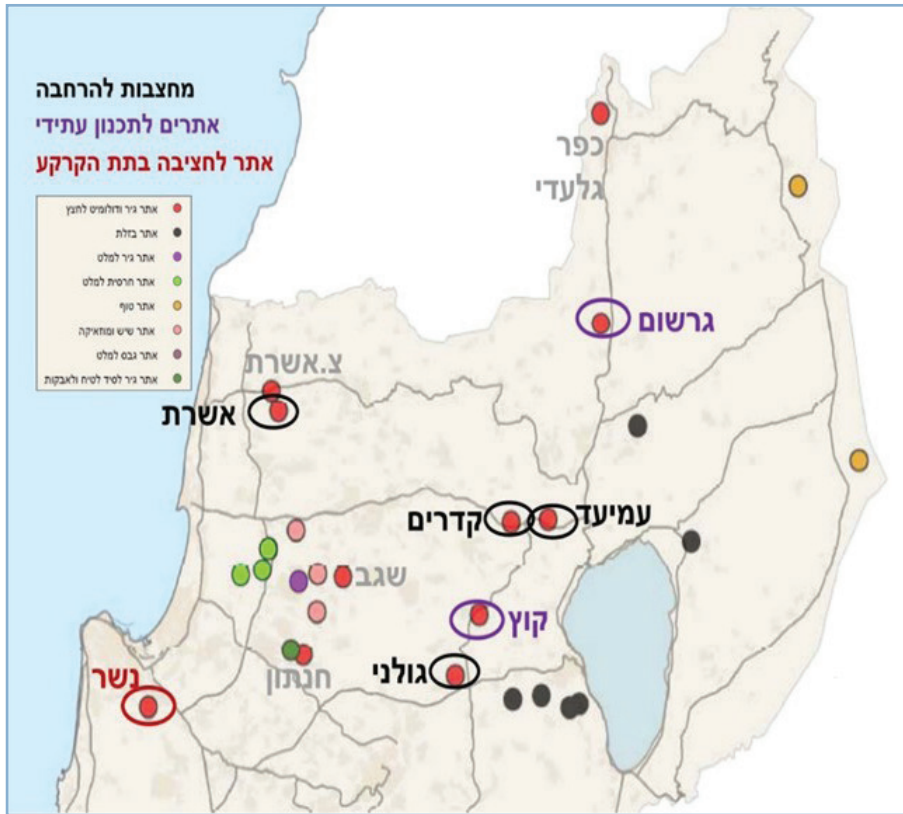 מחצבות להרחבה
אתרים לתכנון עתידי
אתר לחציבה בתת הקרקע
אתר גיר ודולומיט לחצץ
אתר בזלת
אתר גיר למלט
אתר חרסית למלט
אתר טוף
אתר שיש ומוזאיקה
אתר גבס למלט
אתר גיר לסיד לטיח ולאבקות
כפר
גלעדי
גרשום
צ.אשרת
אשרת
עמיעד
קדרים
שגב
קוץ
גולני
חנתון
נשר